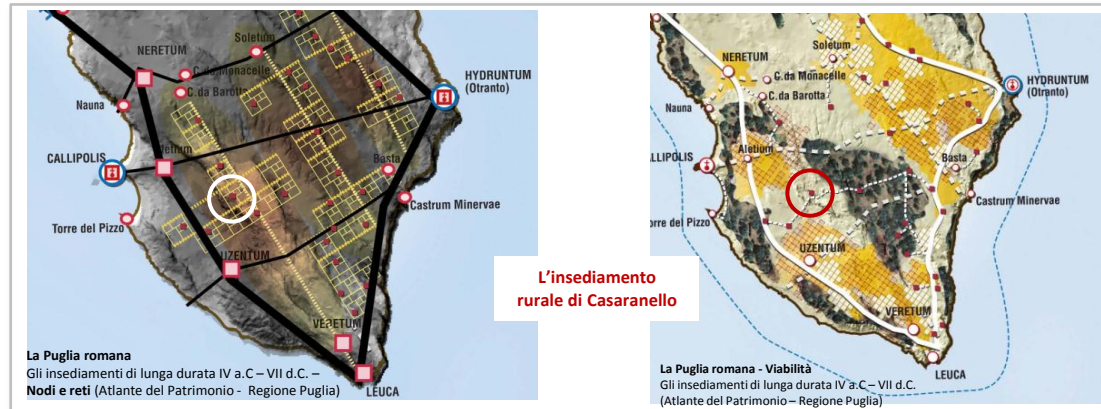 NERETUM
Soletum
C.da Monacelle
C.da Barotta
Nauna
HYDRUNTUM
(Otranto)
CALLIPOLIS
Aletium
Basta
Castrum Minervae
Torre del Pizzo
UZENTUM
VERETUM
LEUCA
La Puglia romana
Gli insediamenti di lunga durata IV a.C – VII d.C. –
Nodi e reti (Atlante del Patrimonio - Regione Puglia)
L’insediamento
rurale di Casaranello
Soletum
NERETUM
C.da Monacelle
C.da Barotta
Nauna
HYDRUNTUM
(Otranto)
ALLIPOLIS
Aletium
Basta
Castrum Minervae
Torre del Pizzo
UZENTUM
VERETUM
LEUCA
La Puglia romana - Viabilità
Gli insediamenti di lunga durata IV a.C – VII d.C.
(Atlante del Patrimonio – Regione Puglia)